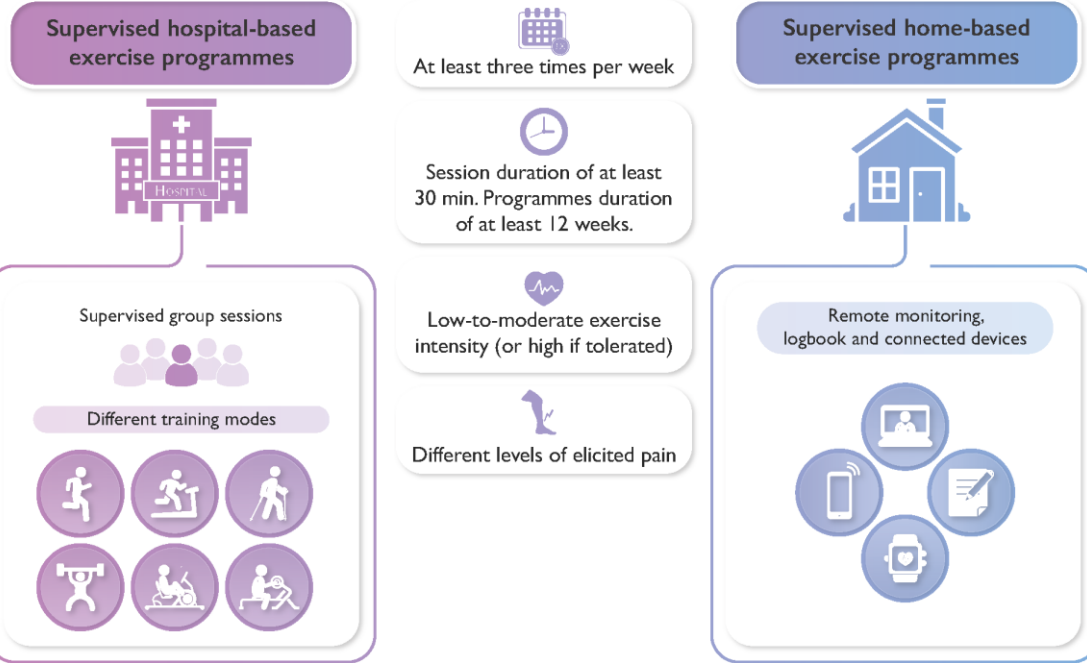 Supervised hospital-based
exercise programmes
HOSPITAL
Supervised group sessions
Different training modes
At least three times per week
Session duration of at least
30 min. Programmes duration
of at least 12 weeks.
Low-to-moderate exercise
intensity (or high if tolerated)
Different levels of elicited pain
Supervised home-based
exercise programmes
Remote monitoring,
logbook and connected devices